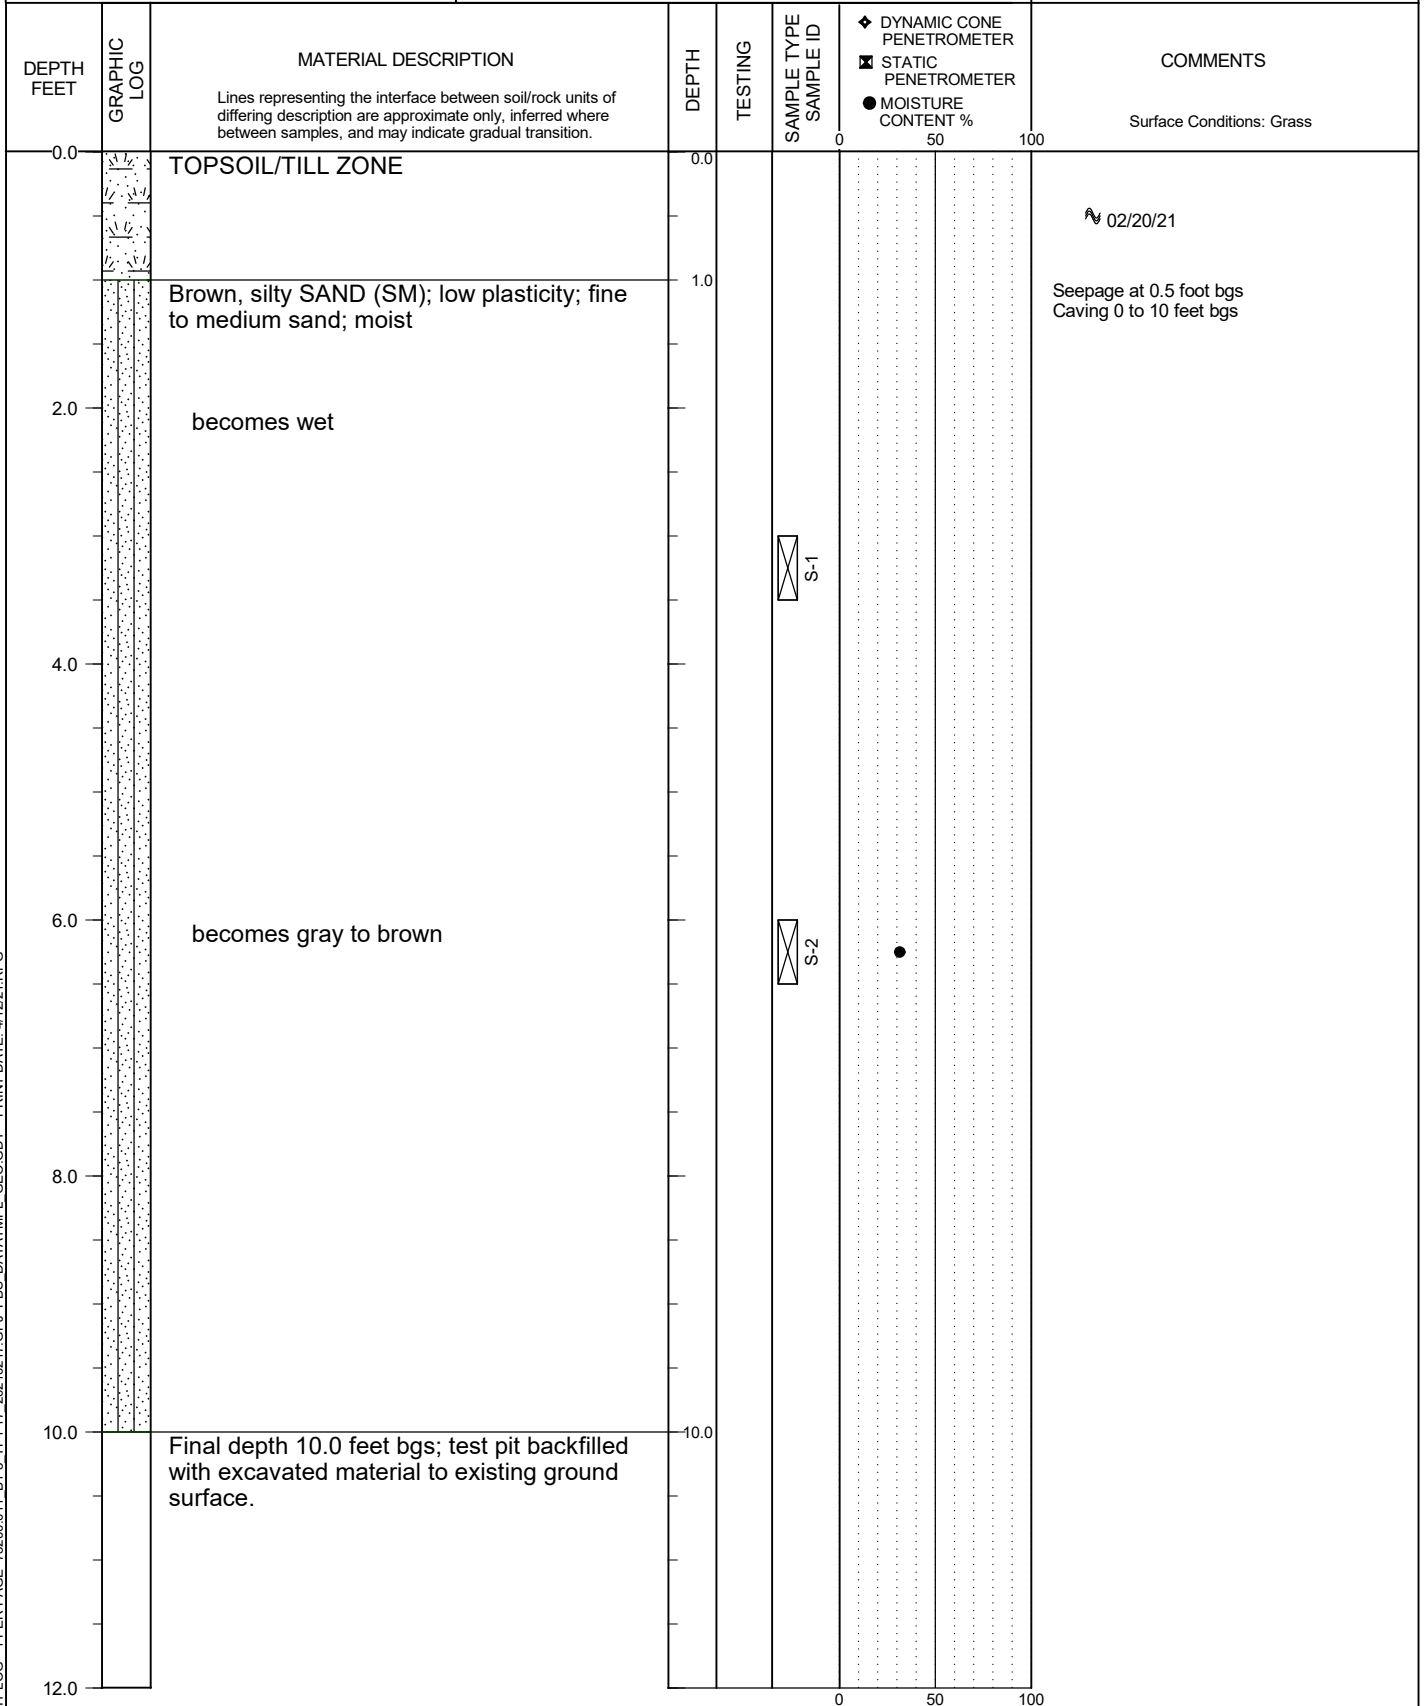 DEPTH
FEET
GRAPHIC
LOG
MATERIAL DESCRIPTION
Lines representing the interface between soil/rock units of
differing description are approximate only, inferred where
between samples, and may indicate gradual transition.
DEPTH
TESTING
SAMPLE TYPE
SAMPLE ID
DYNAMIC CONE
PENETROMETER
STATIC
PENETROMETER
MOISTURE
CONTENT %
0 50 100
COMMENTS
Surface Conditions: Grass
0.0
TOPSOIL/TILL ZONE
0.0
02/20/21
1.0
Brown, silty SAND (SM); low plasticity; fine
to medium sand; moist
Seepage at 0.5 foot bgs
Caving 0 to 10 feet bgs
2.0
becomes wet
S-1
4.0
6.0
becomes gray to brown
S-2
8.0
10.0
10.0
Final depth 10.0 feet bgs; test pit backfilled
with excavated material to existing ground
surface.
12.0
0 50 100